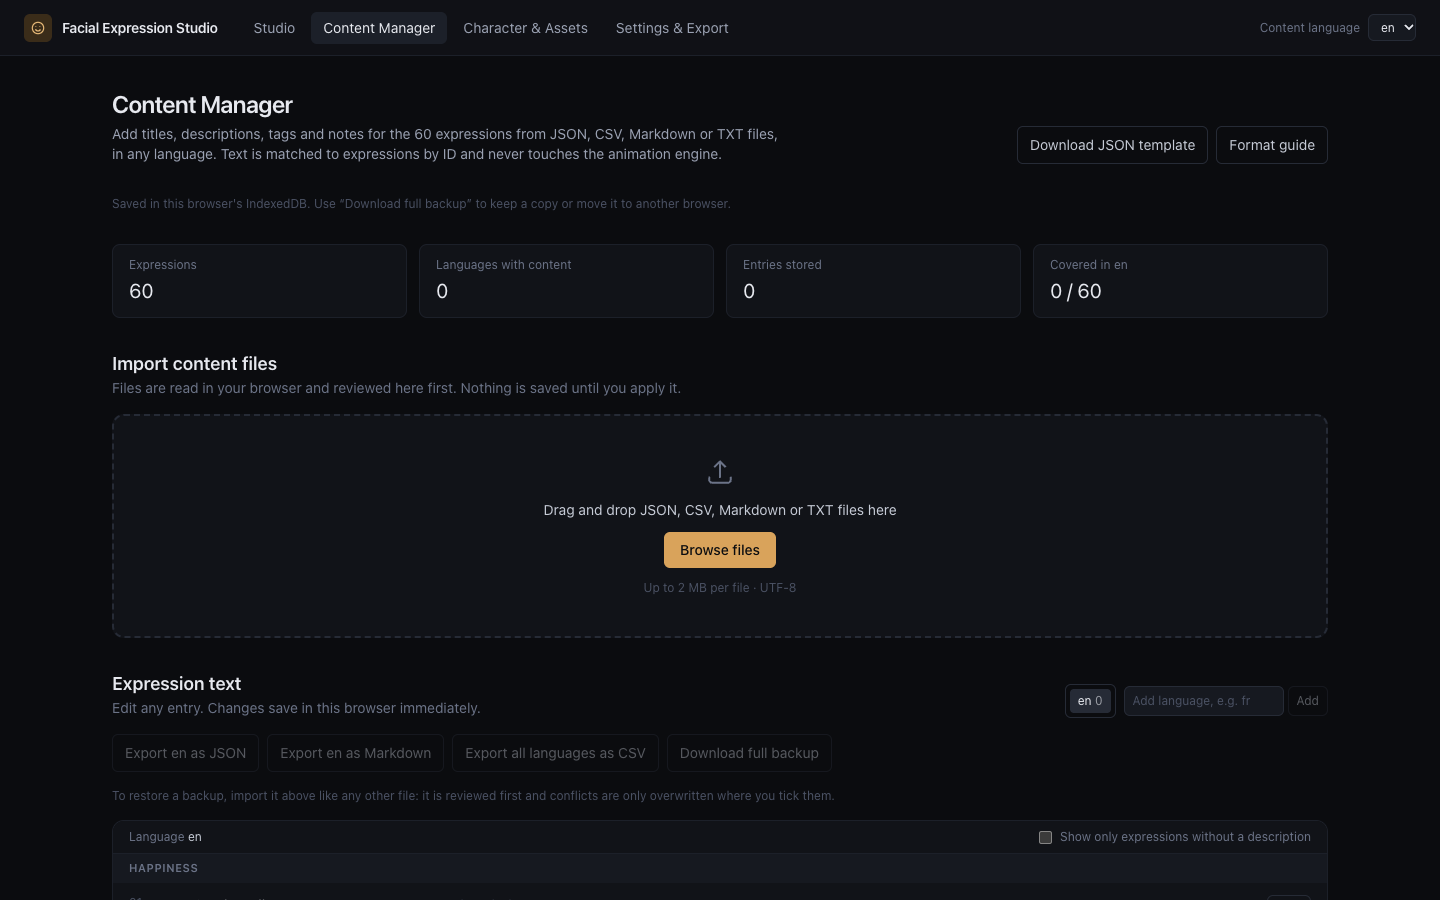 Facial Expression Studio
Studio
Content Manager
Character & Assets
Settings & Export
Content language
en
Content Manager
Add titles, descriptions, tags and notes for the 60 expressions from JSON, CSV, Markdown or TXT files,
in any language. Text is matched to expressions by ID and never touches the animation engine.
Download JSON template
Format guide
Saved in this browser's IndexedDB. Use “Download full backup” to keep a copy or move it to another browser.
Expressions
60
Languages with content
0
Entries stored
0
Covered in en
0 / 60
Import content files
Files are read in your browser and reviewed here first. Nothing is saved until you apply it.
Drag and drop JSON, CSV, Markdown or TXT files here
Browse files
Up to 2 MB per file · UTF-8
Expression text
Edit any entry. Changes save in this browser immediately.
en 0
Add language, e.g. fr
Add
Export en as JSON
Export en as Markdown
Export all languages as CSV
Download full backup
To restore a backup, import it above like any other file: it is reviewed first and conflicts are only overwritten where you tick them.
Language en
Show only expressions without a description
HAPPINESS